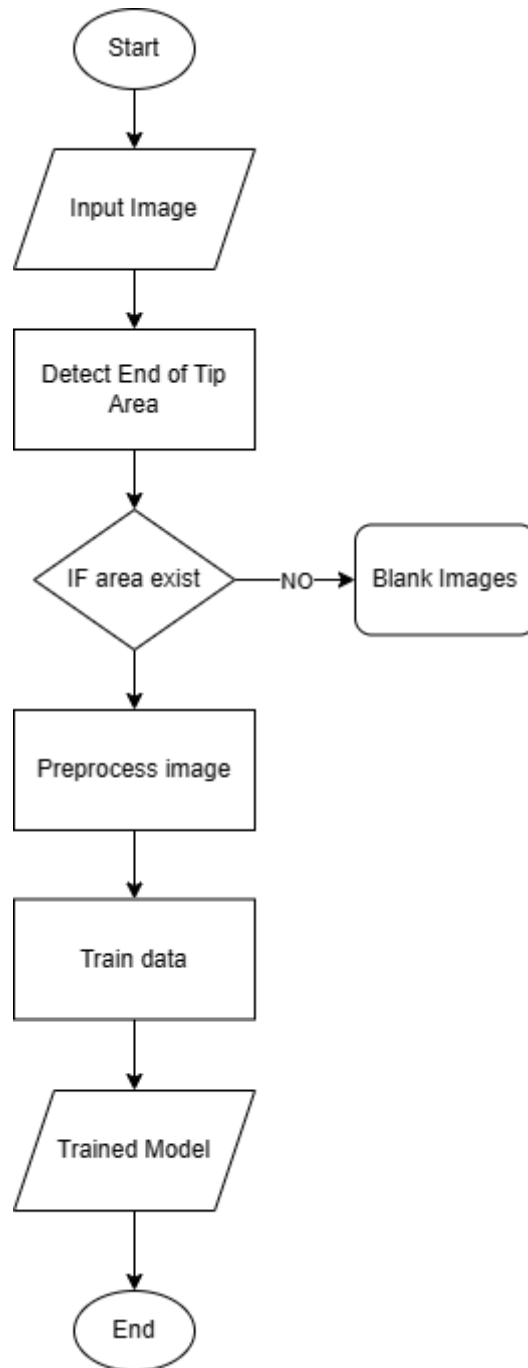 Start
Input Image
Detect End of Tip
Area
IF area exist
NO
Blank Images
Preprocess image
Train data
Trained Model
End